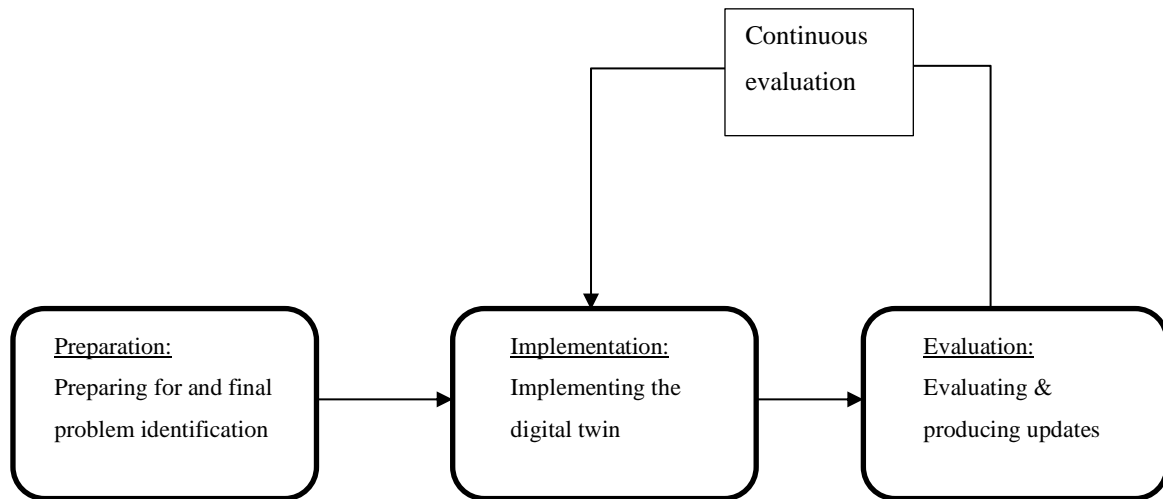 Continuous
evaluation
Preparation:
Preparing for and final
problem identification
Implementation:
Implementing the
digital twin
Evaluation:
Evaluating &
producing updates